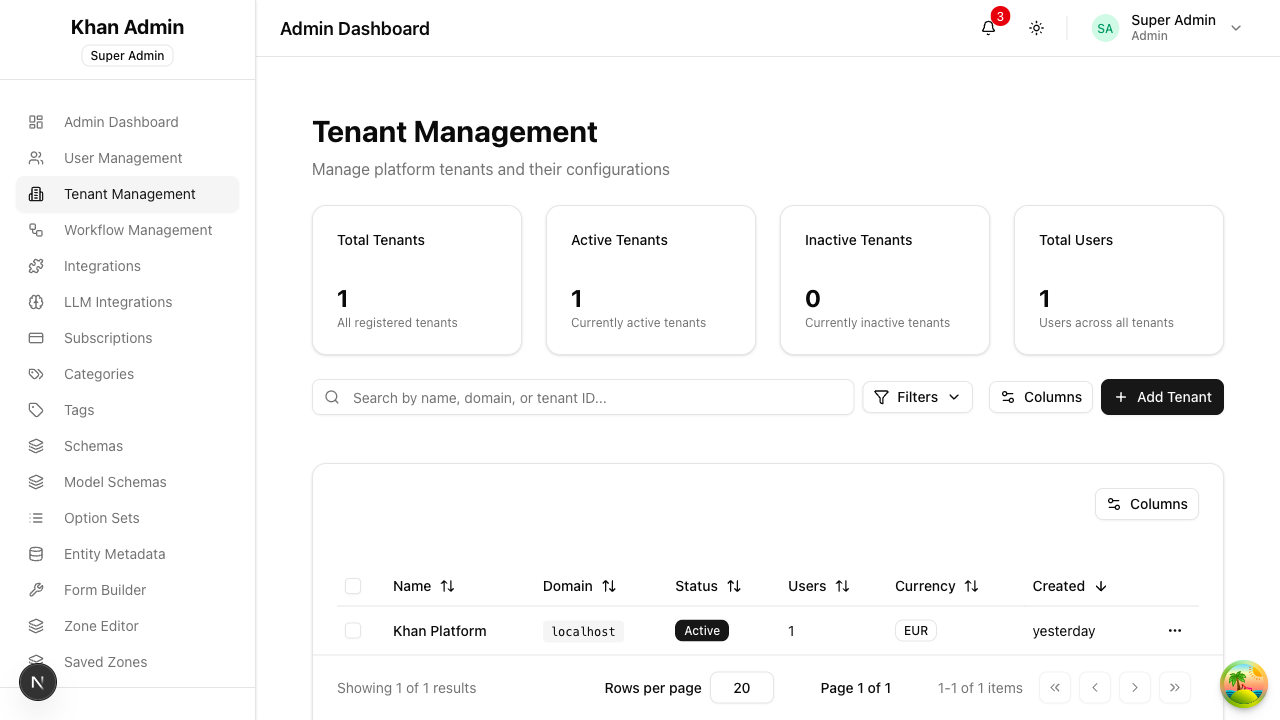 Khan Admin
Super Admin
Admin Dashboard
User Management
Tenant Management
Workflow Management
Integrations
LLM Integrations
Subscriptions
Categories
Tags
Schemas
Model Schemas
Option Sets
Entity Metadata
Form Builder
Zone Editor
Saved Zones
N
Admin Dashboard
3
SA
Super Admin
Admin
Tenant Management
Manage platform tenants and their configurations
Total Tenants
1
All registered tenants
Active Tenants
1
Currently active tenants
Inactive Tenants
0
Currently inactive tenants
Total Users
1
Users across all tenants
Search by name, domain, or tenant ID...
Filters
Columns
Add Tenant
Columns
Name Domain Status Users Currency Created
Khan Platform localhost Active 1 EUR yesterday
Showing 1 of 1 results Rows per page 20 Page 1 of 1 1-1 of 1 items